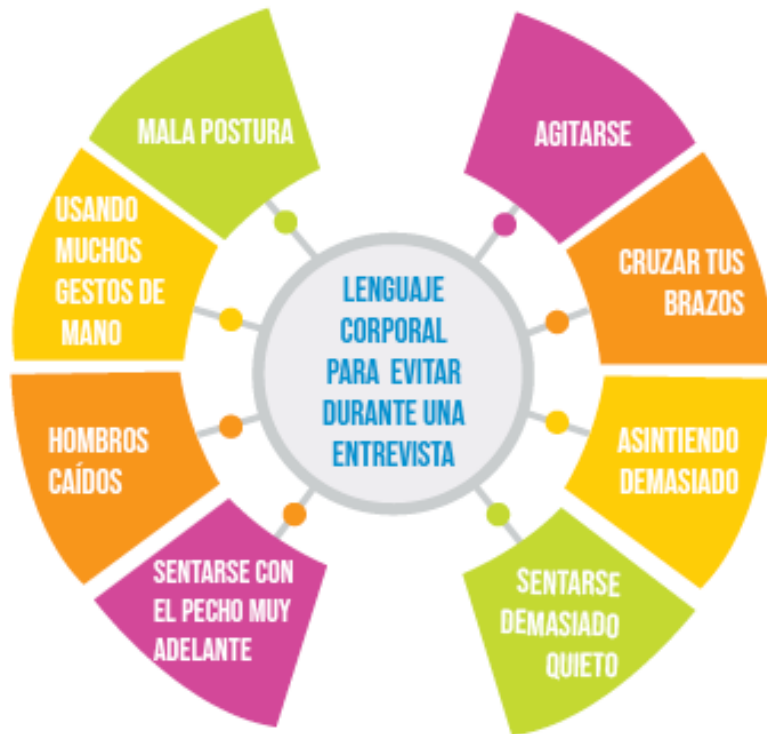 LENGUAJE
CORPORAL
PARA EVITAR
DURANTE UNA
ENTREVISTA
MALA POSTURA
USANDO
MUCHOS
GESTOS DE
MANO
HOMBROS
CAÍDOS
SENTARSE CON
EL PECHO MUY
ADELANTE
AGITARSE
CRUZAR TUS
BRAZOS
ASINTIENDO
DEMASIADO
SENTARSE
DEMASIADO
QUIETO